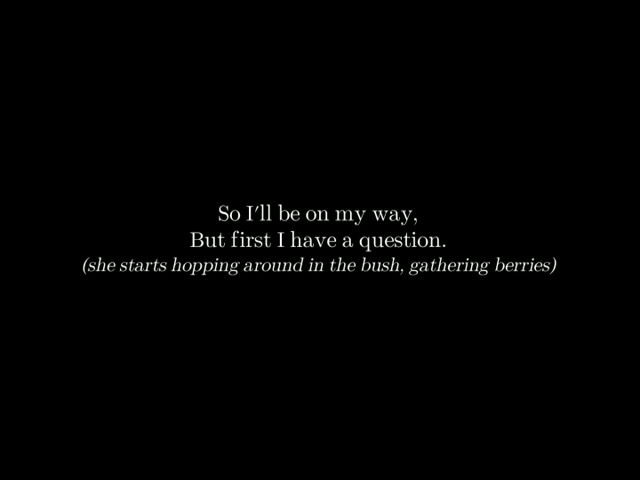 So I'll be on my way,
But first I have a question.
(she starts hopping around in the bush, gathering berries)